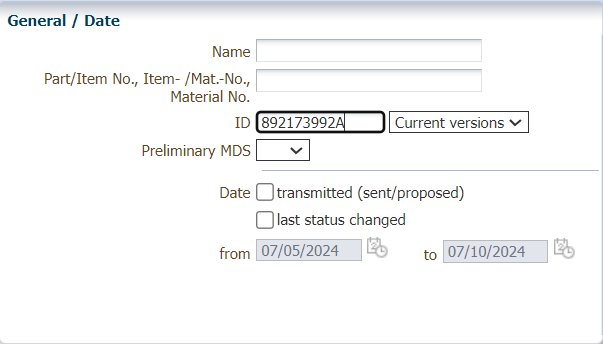 General / Date
Name
Part/Item No., Item- /Mat.-No.,
Material No.
ID 892173992A Current versions
Preliminary MDS
Date transmitted (sent/proposed)
last status changed
from 07/05/2024 to 07/10/2024